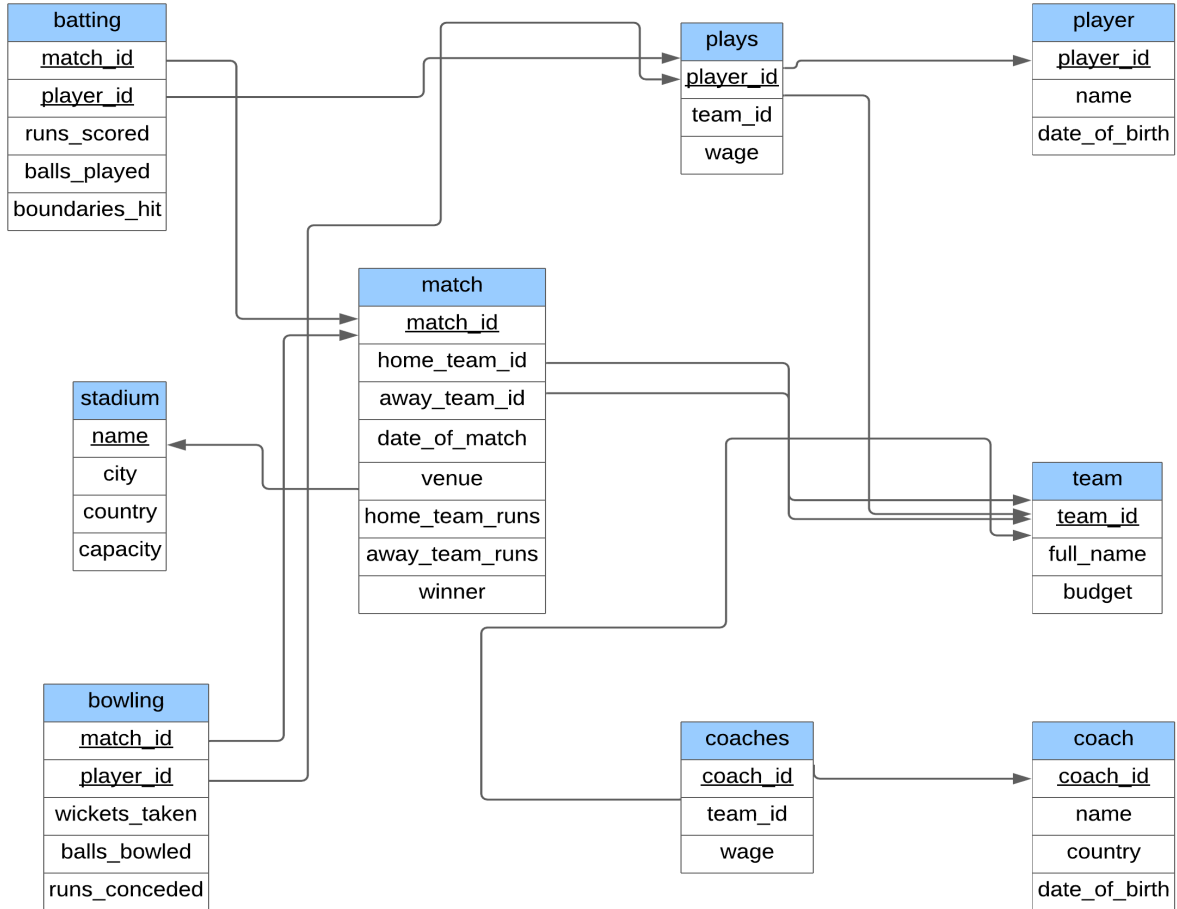 batting
match_id
player_id
runs_scored
balls_played
boundaries_hit
plays
player_id
team_id
wage
player
player_id
name
date_of_birth
match
match_id
home_team_id
away_team_id
date_of_match
venue
home_team_runs
away_team_runs
winner
stadium
name
city
country
capacity
team
team_id
full_name
budget
bowling
match_id
player_id
wickets_taken
balls_bowled
runs_conceded
coaches
coach_id
team_id
wage
coach
coach_id
name
country
date_of_birth